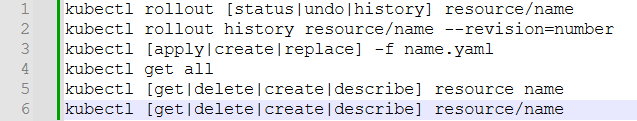 1 kubectl rollout [status|undo|history] resource/name
2 kubectl rollout history resource/name --revision=number
3 kubectl [apply|create|replace] -f name.yaml
4 kubectl get all
5 kubectl [get|delete|create|describe] resource name
6 kubectl [get|delete|create|describe] resource/name